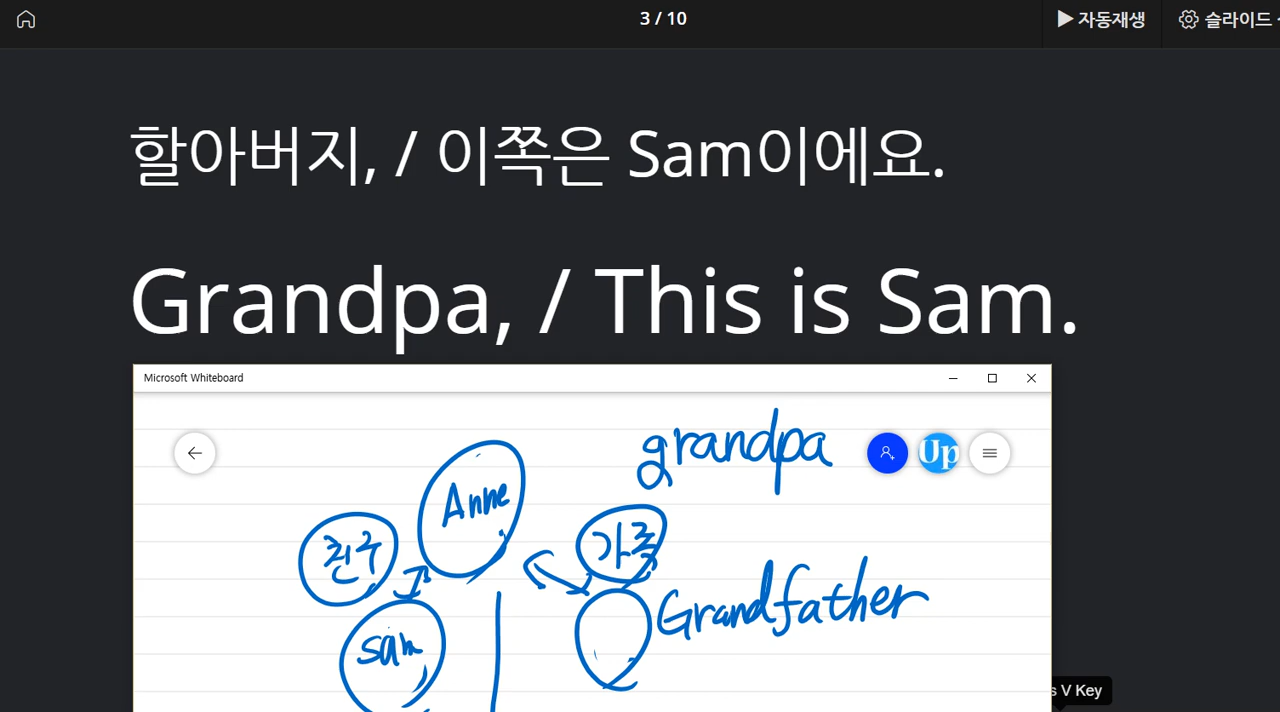 3 / 10
자동재생
슬라이드
할아버지, / 이쪽은 Sam이에요.
Grandpa, / This is Sam.
Microsoft Whiteboard
grandpa
Up
Anne
친구
가족
Grandfather
sam
s V Key